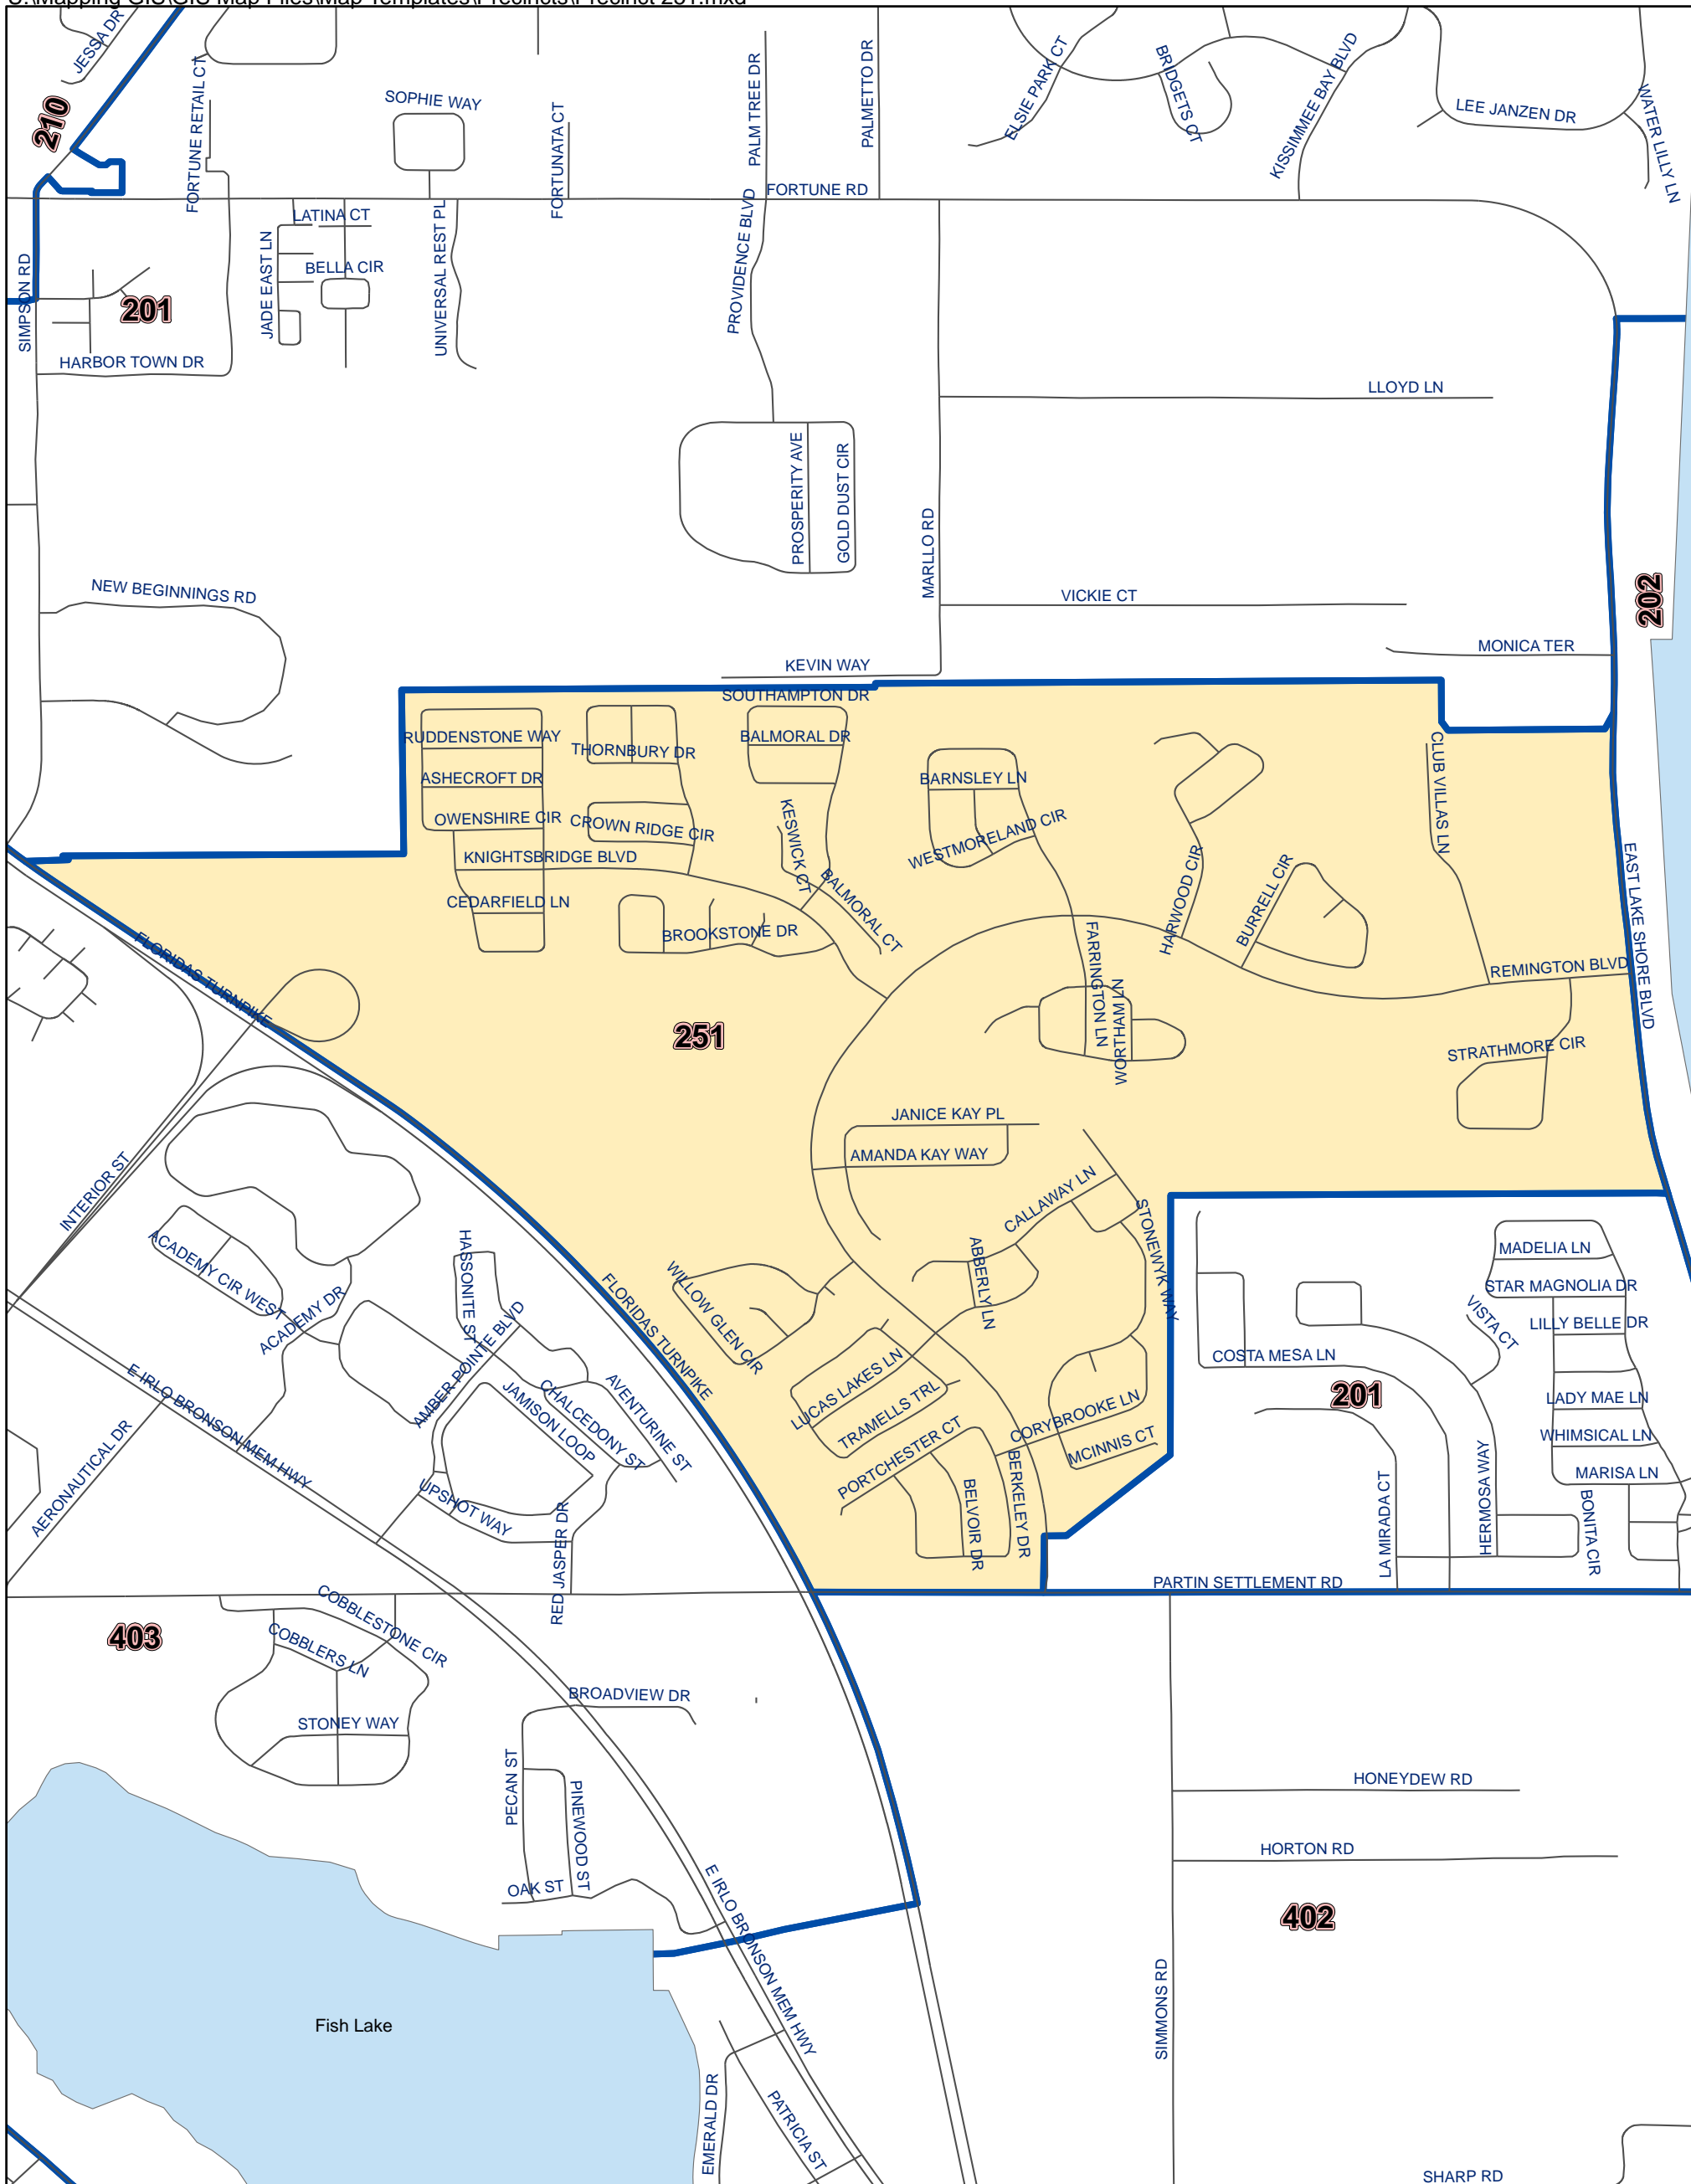 JESSA DR
210
FORTUNE RETAIL CT
SOPHIE WAY
FORTUNATA CT
PALM TREE DR
PALMETTO DR
ELSIE PARK CT
BRIDGETS CT
KISSIMMEE BAY BLVD
LEE JANZEN DR
WATER LILLY LN
FORTUNE RD
SIMPSON RD
201
LATINA CT
JADE EAST LN
BELLA CIR
UNIVERSAL REST PL
PROVIDENCE BLVD
HARBOR TOWN DR
LLOYD LN
PROSPERITY AVE
GOLD DUST CIR
MARLLO RD
NEW BEGINNINGS RD
VICKIE CT
202
MONICA TER
KEVIN WAY
SOUTHAMPTON DR
RUDDENSTONE WAY
THORNBURY DR
BALMORAL DR
ASHECROFT DR
BARNSLEY LN
CLUB VILLAS LN
OWENSHIRE CIR
CROWN RIDGE CIR
KESWICK CT
WESTMORELAND CIR
KNIGHTSBRIDGE BLVD
HARWOOD CIR
BURRELL CIR
EAST LAKE SHORE BLVD
CEDARFIELD LN
BALMORAL CT
BROOKSTONE DR
FARRINGTON LN
WORTHAM LN
REMINGTON BLVD
FLORIDAS TURNPIKE
251
STRATHMORE CIR
JANICE KAY PL
AMANDA KAY WAY
INTERIOR ST
CALLAWAY LN
STONEWYK WAY
ACADEMY CIR WEST
HASSONITE ST
ABBERLY LN
MADELIA LN
STAR MAGNOLIA DR
ACADEMY DR
WILLOW GLEN CIR
FLORIDAS TURNPIKE
VISTA CT
LILLY BELLE DR
AMBER POINTE BLVD
COSTA MESA LN
E IRLO BRONSON MEM HWY
JAMISON LOOP
CHALCEDONY ST
AVENTURINE ST
LUCAS LAKES LN
TRAMELLS TRL
CORYBROOKE LN
201
LADY MAE LN
AERONAUTICAL DR
PORTCHESTER CT
MCINNIS CT
WHIMSICAL LN
UPSHOT WAY
BELVOIR DR
BERKELEY DR
LA MIRADA CT
HERMOSA WAY
MARISA LN
BONITA CIR
RED JASPER DR
PARTIN SETTLEMENT RD
403
COBBLESTONE CIR
COBBLERS LN
BROADVIEW DR
STONEY WAY
PECAN ST
PINEWOOD ST
HONEYDEW RD
HORTON RD
OAK ST
E IRLO BRONSON MEM HWY
402
SIMMONS RD
Fish Lake
EMERALD DR
PATRICIA ST
SHARP RD